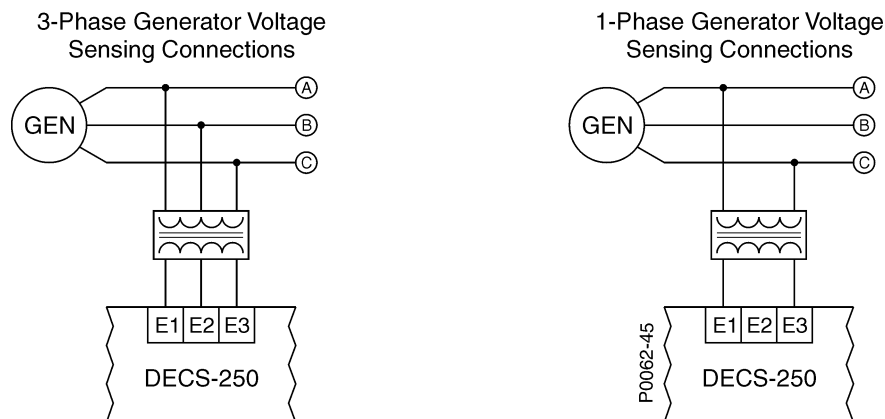 3-Phase Generator Voltage
Sensing Connections
GEN
A
B
C
E1 E2 E3
DECS-250
1-Phase Generator Voltage
Sensing Connections
GEN
A
B
C
E1 E2 E3
DECS-250
P0062-45